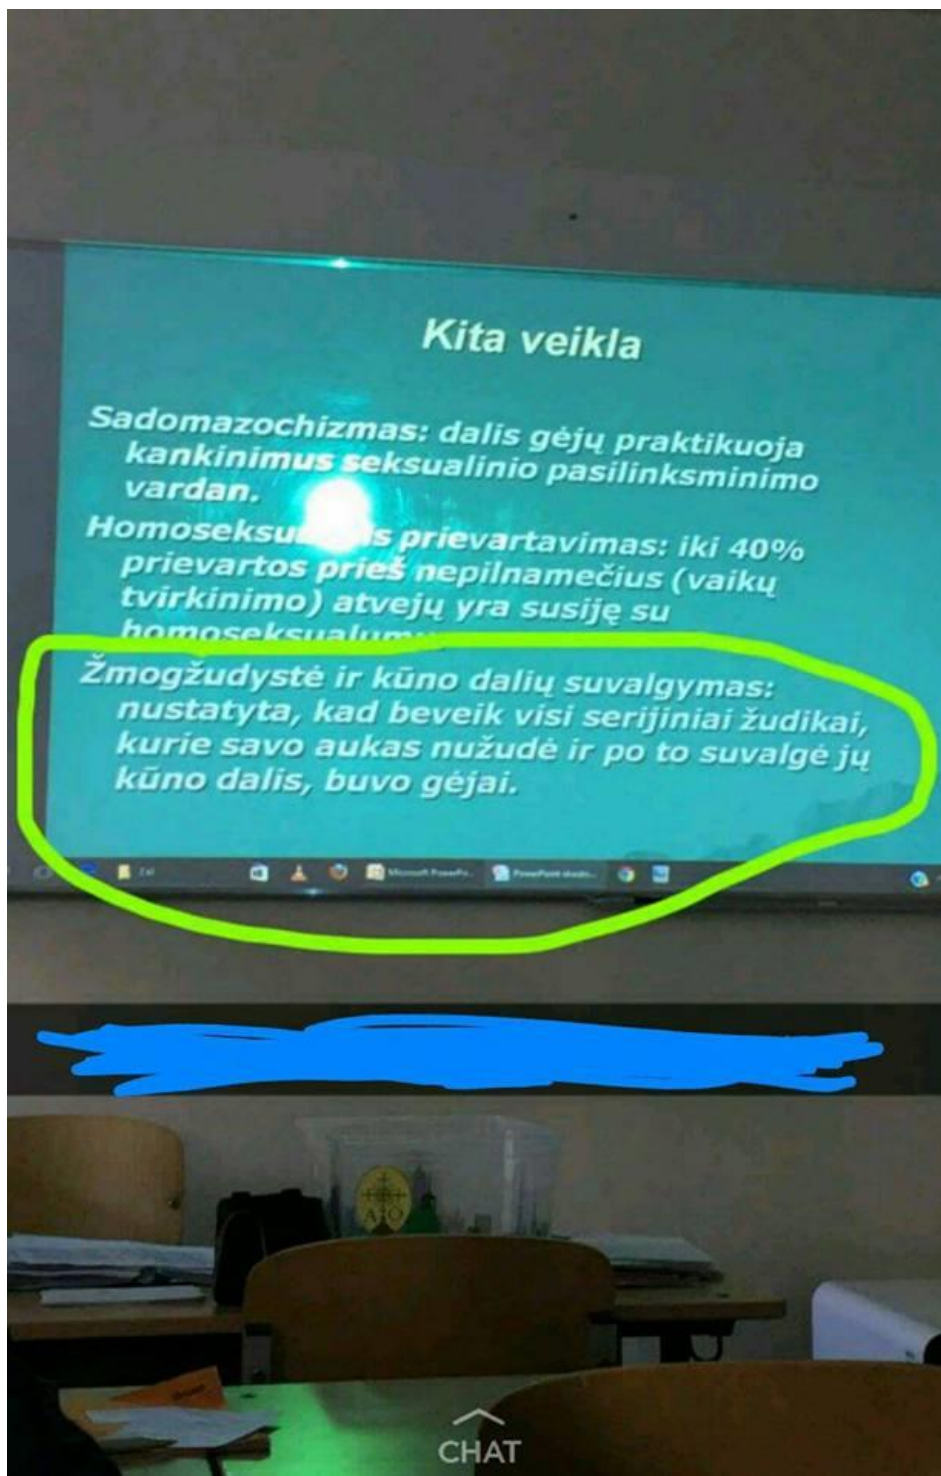 Kita veikla
Sadomazochizmas: dalis gėjų praktikuoja
kankinimus seksualinio pasilinksminimo
vardan.
prievartavimas: iki 40%
prievartos prieš nepilnamečius (vaikų
tvirkinimo) atvejų yra susiję su
Žmogžudystė ir kūno dalių suvalgymas:
nustatyta, kad beveik visi serijiniai žudikai,
kurie savo aukas nužudė ir po to suvalgė jų
kūno dalis, buvo gėjai.
Microsoft
A O
CHAT